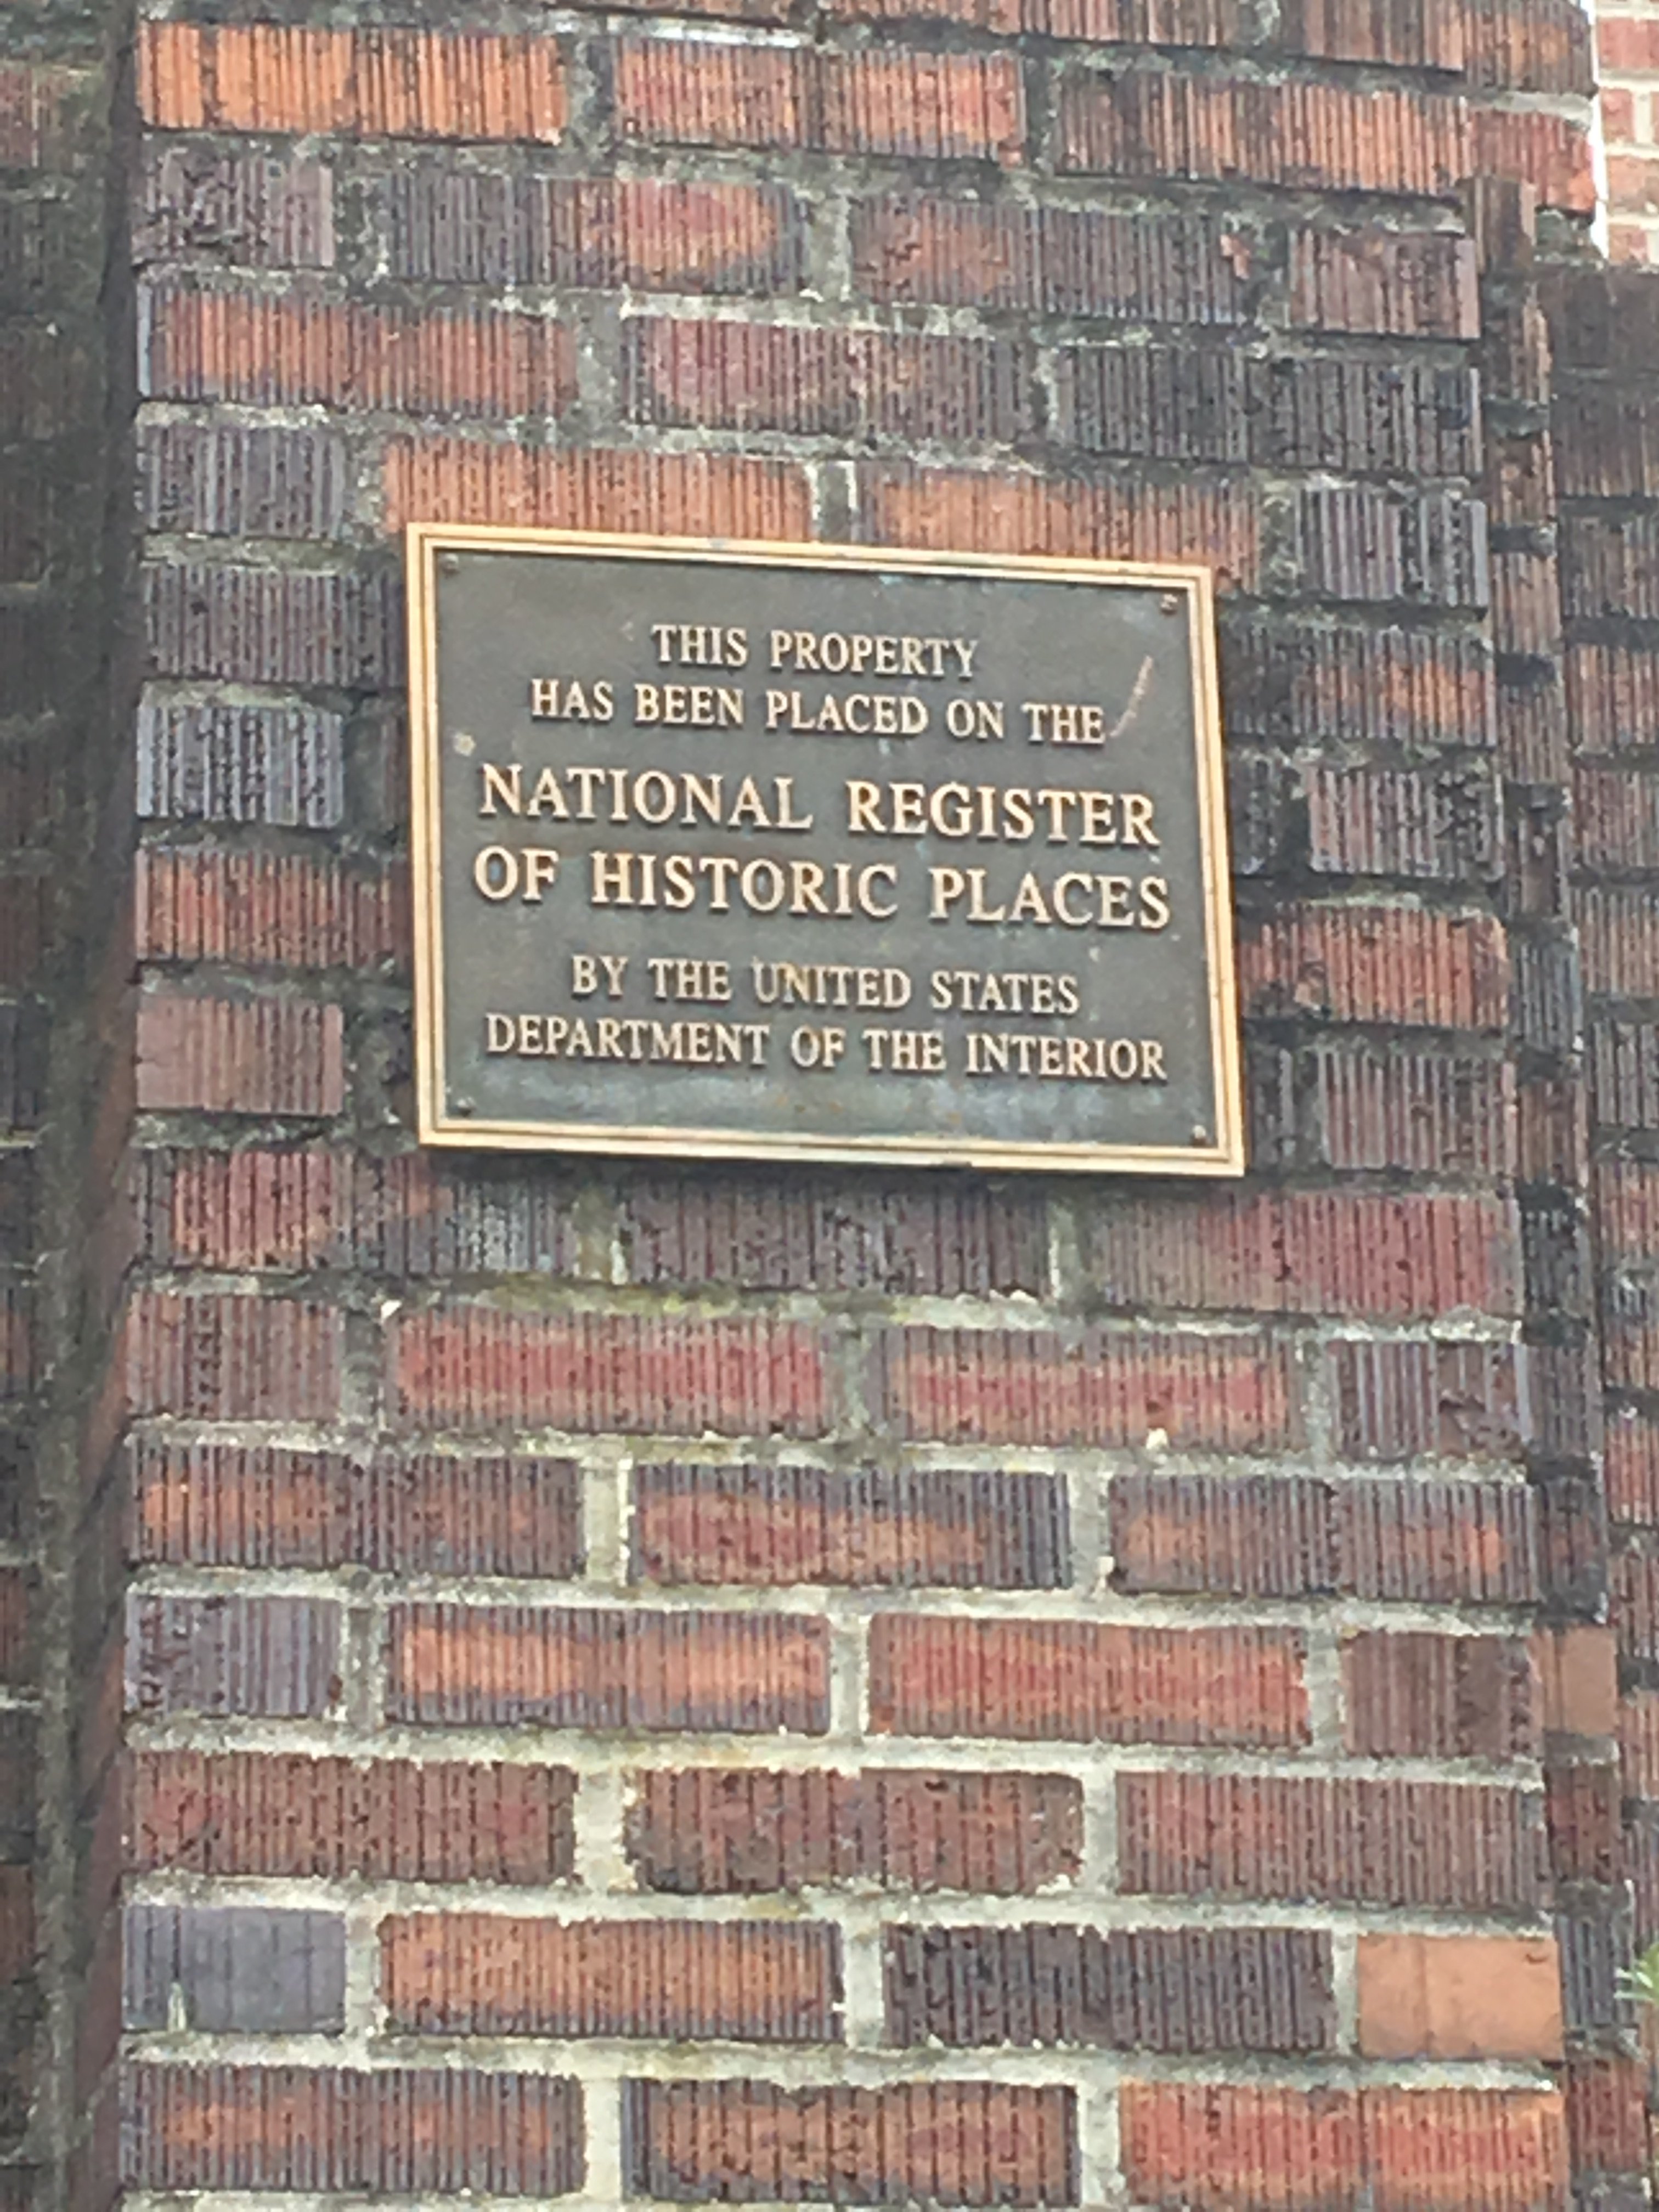 THIS PROPERTY
HAS BEEN PLACED ON THE
NATIONAL REGISTER
OF HISTORIC PLACES
BY THE UNITED STATES
DEPARTMENT OF THE INTERIOR